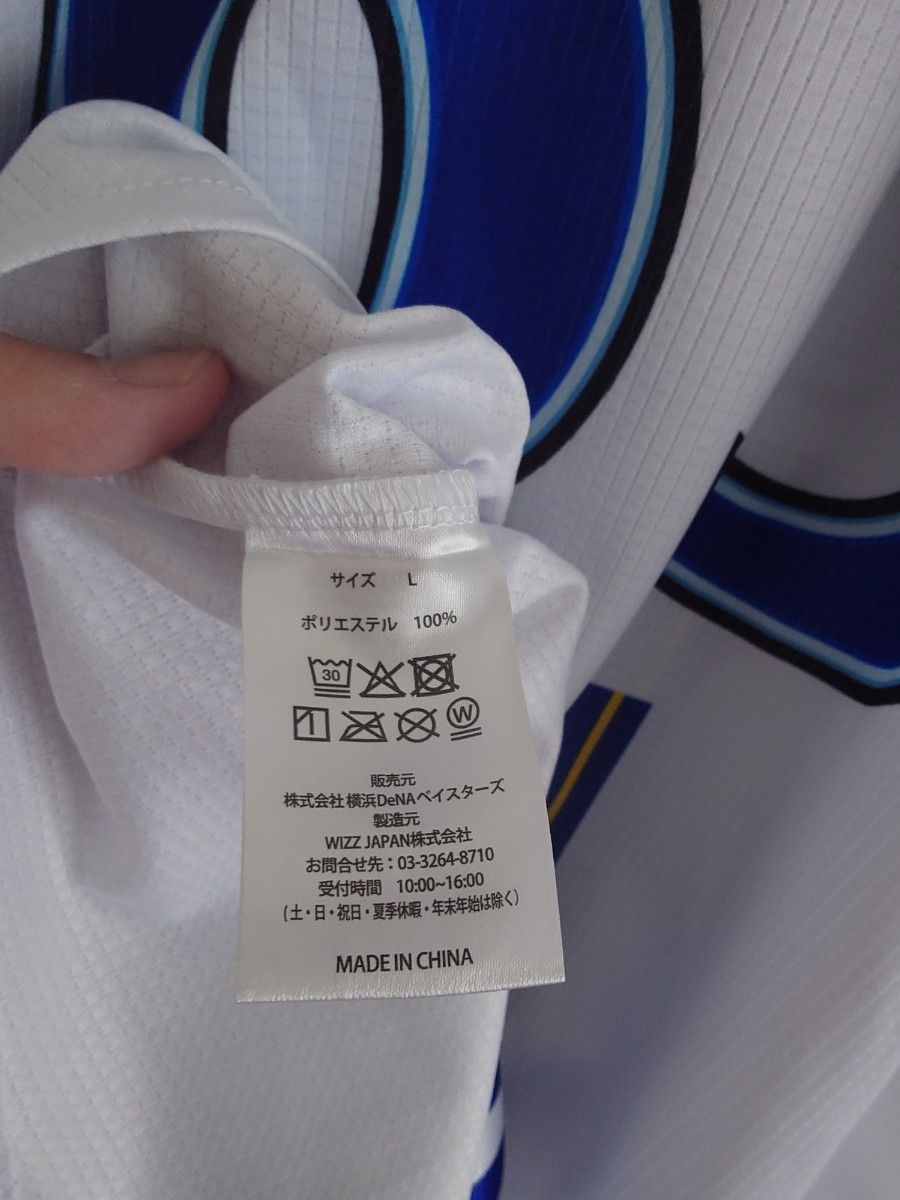 サイズ L
ポリエステル 100%
30
W
販売元
株式会社 横浜DeNAベイスターズ
製造元
WIZZ JAPAN株式会社
お問合せ先：03-3264-8710
受付時間 10:00~16:00
(土・日・祝日・夏季休暇・年末年始は除く)
MADE IN CHINA